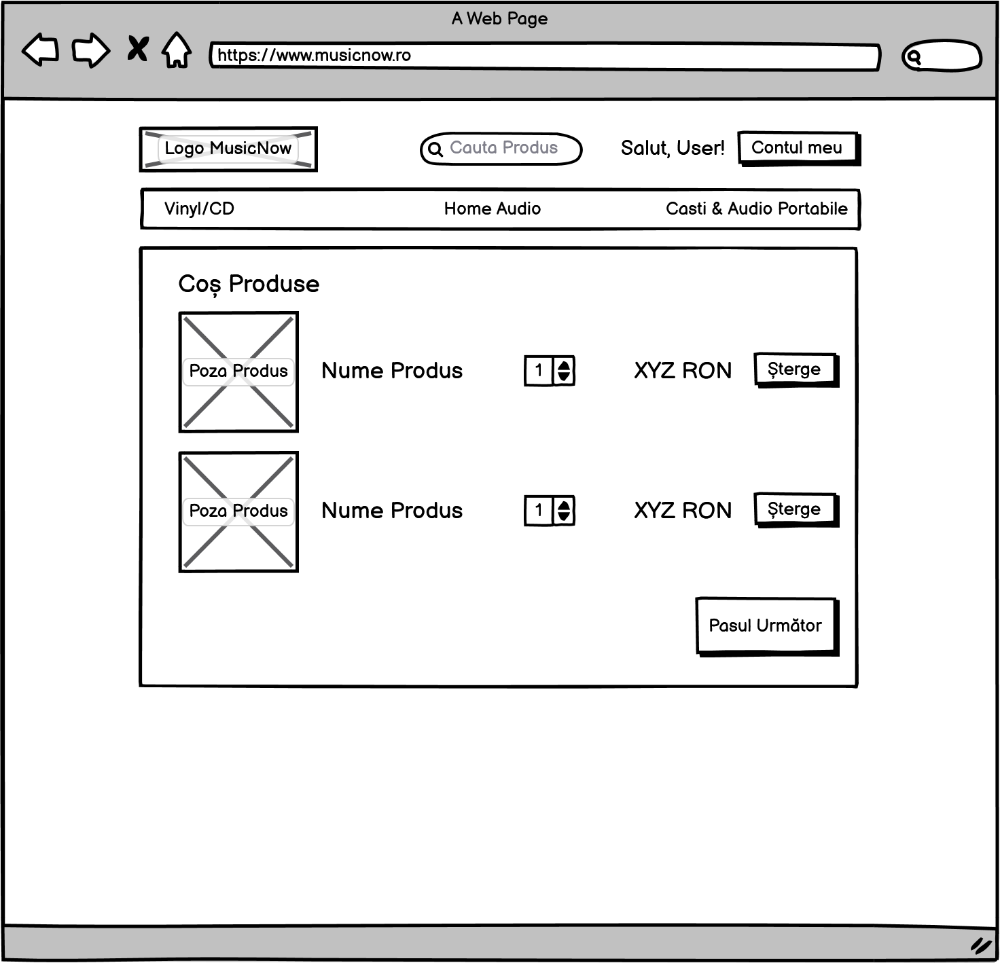 A Web Page
https://www.musicnow.ro
Logo MusicNow
Cauta Produs
Salut, User!
Contul meu
Vinyl/CD
Home Audio
Casti & Audio Portabile
Coș Produse
Poza Produs
Nume Produs
1
XYZ RON
Șterge
Poza Produs
Nume Produs
1
XYZ RON
Șterge
Pasul Următor